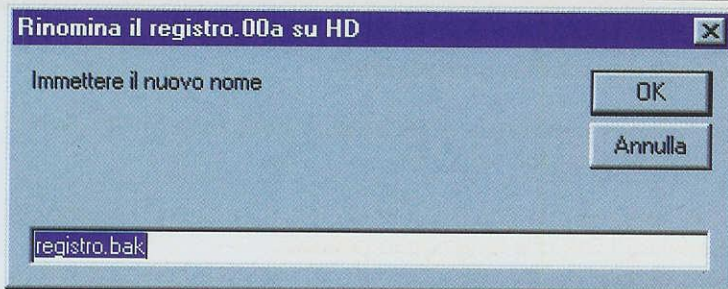 Rinomina il registro.00a su HD
Immettere il nuovo nome
OK
Annulla
registro.bak